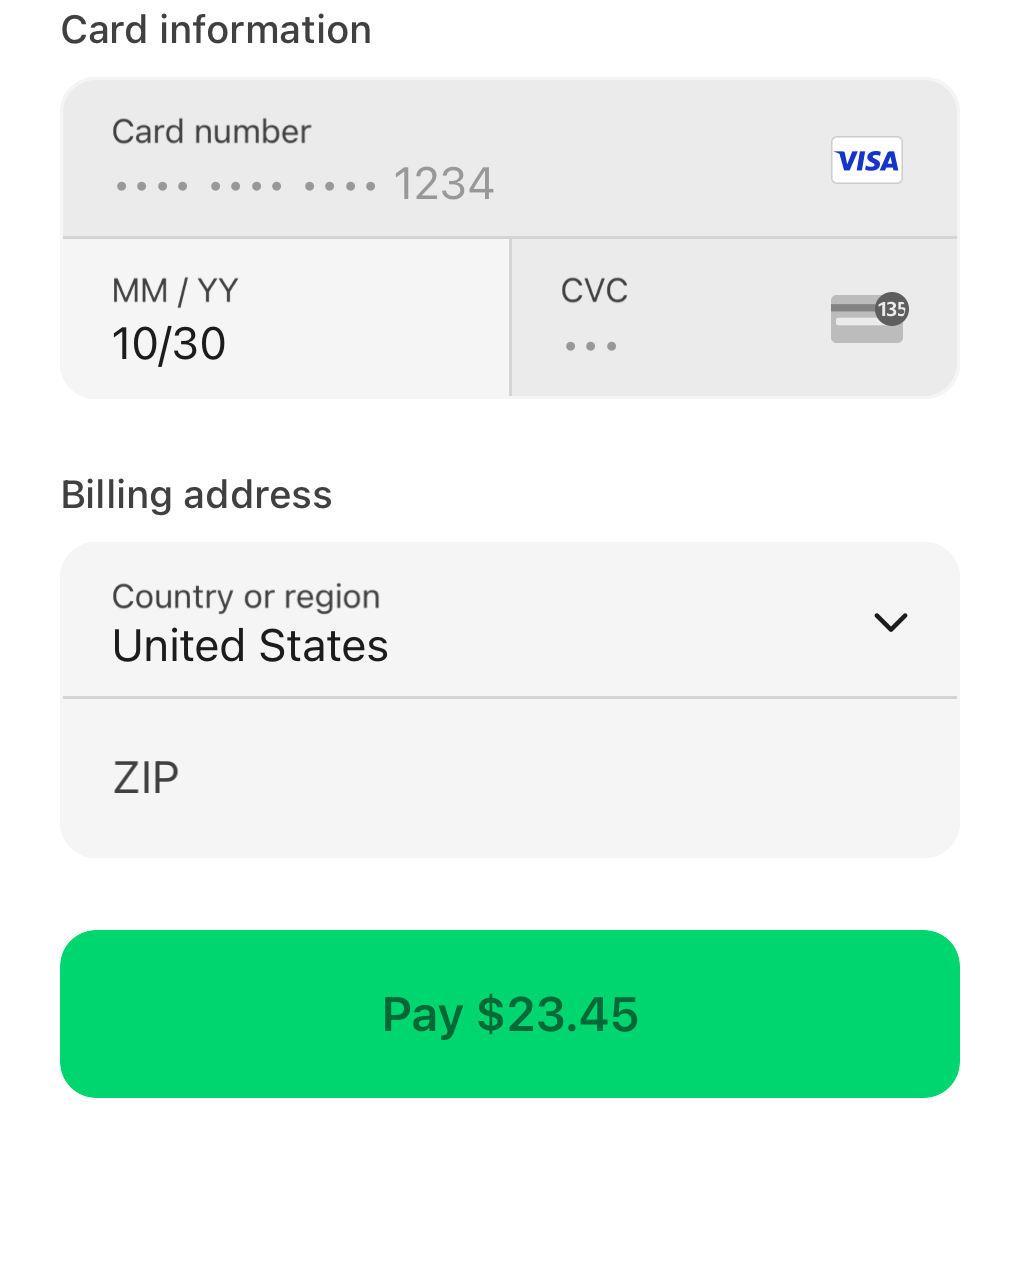 Card information
Card number
•••• •••• •••• 1234
VISA
MM / YY
10/30
CVC
•••
135
Billing address
Country or region
United States
ZIP
Pay $23.45